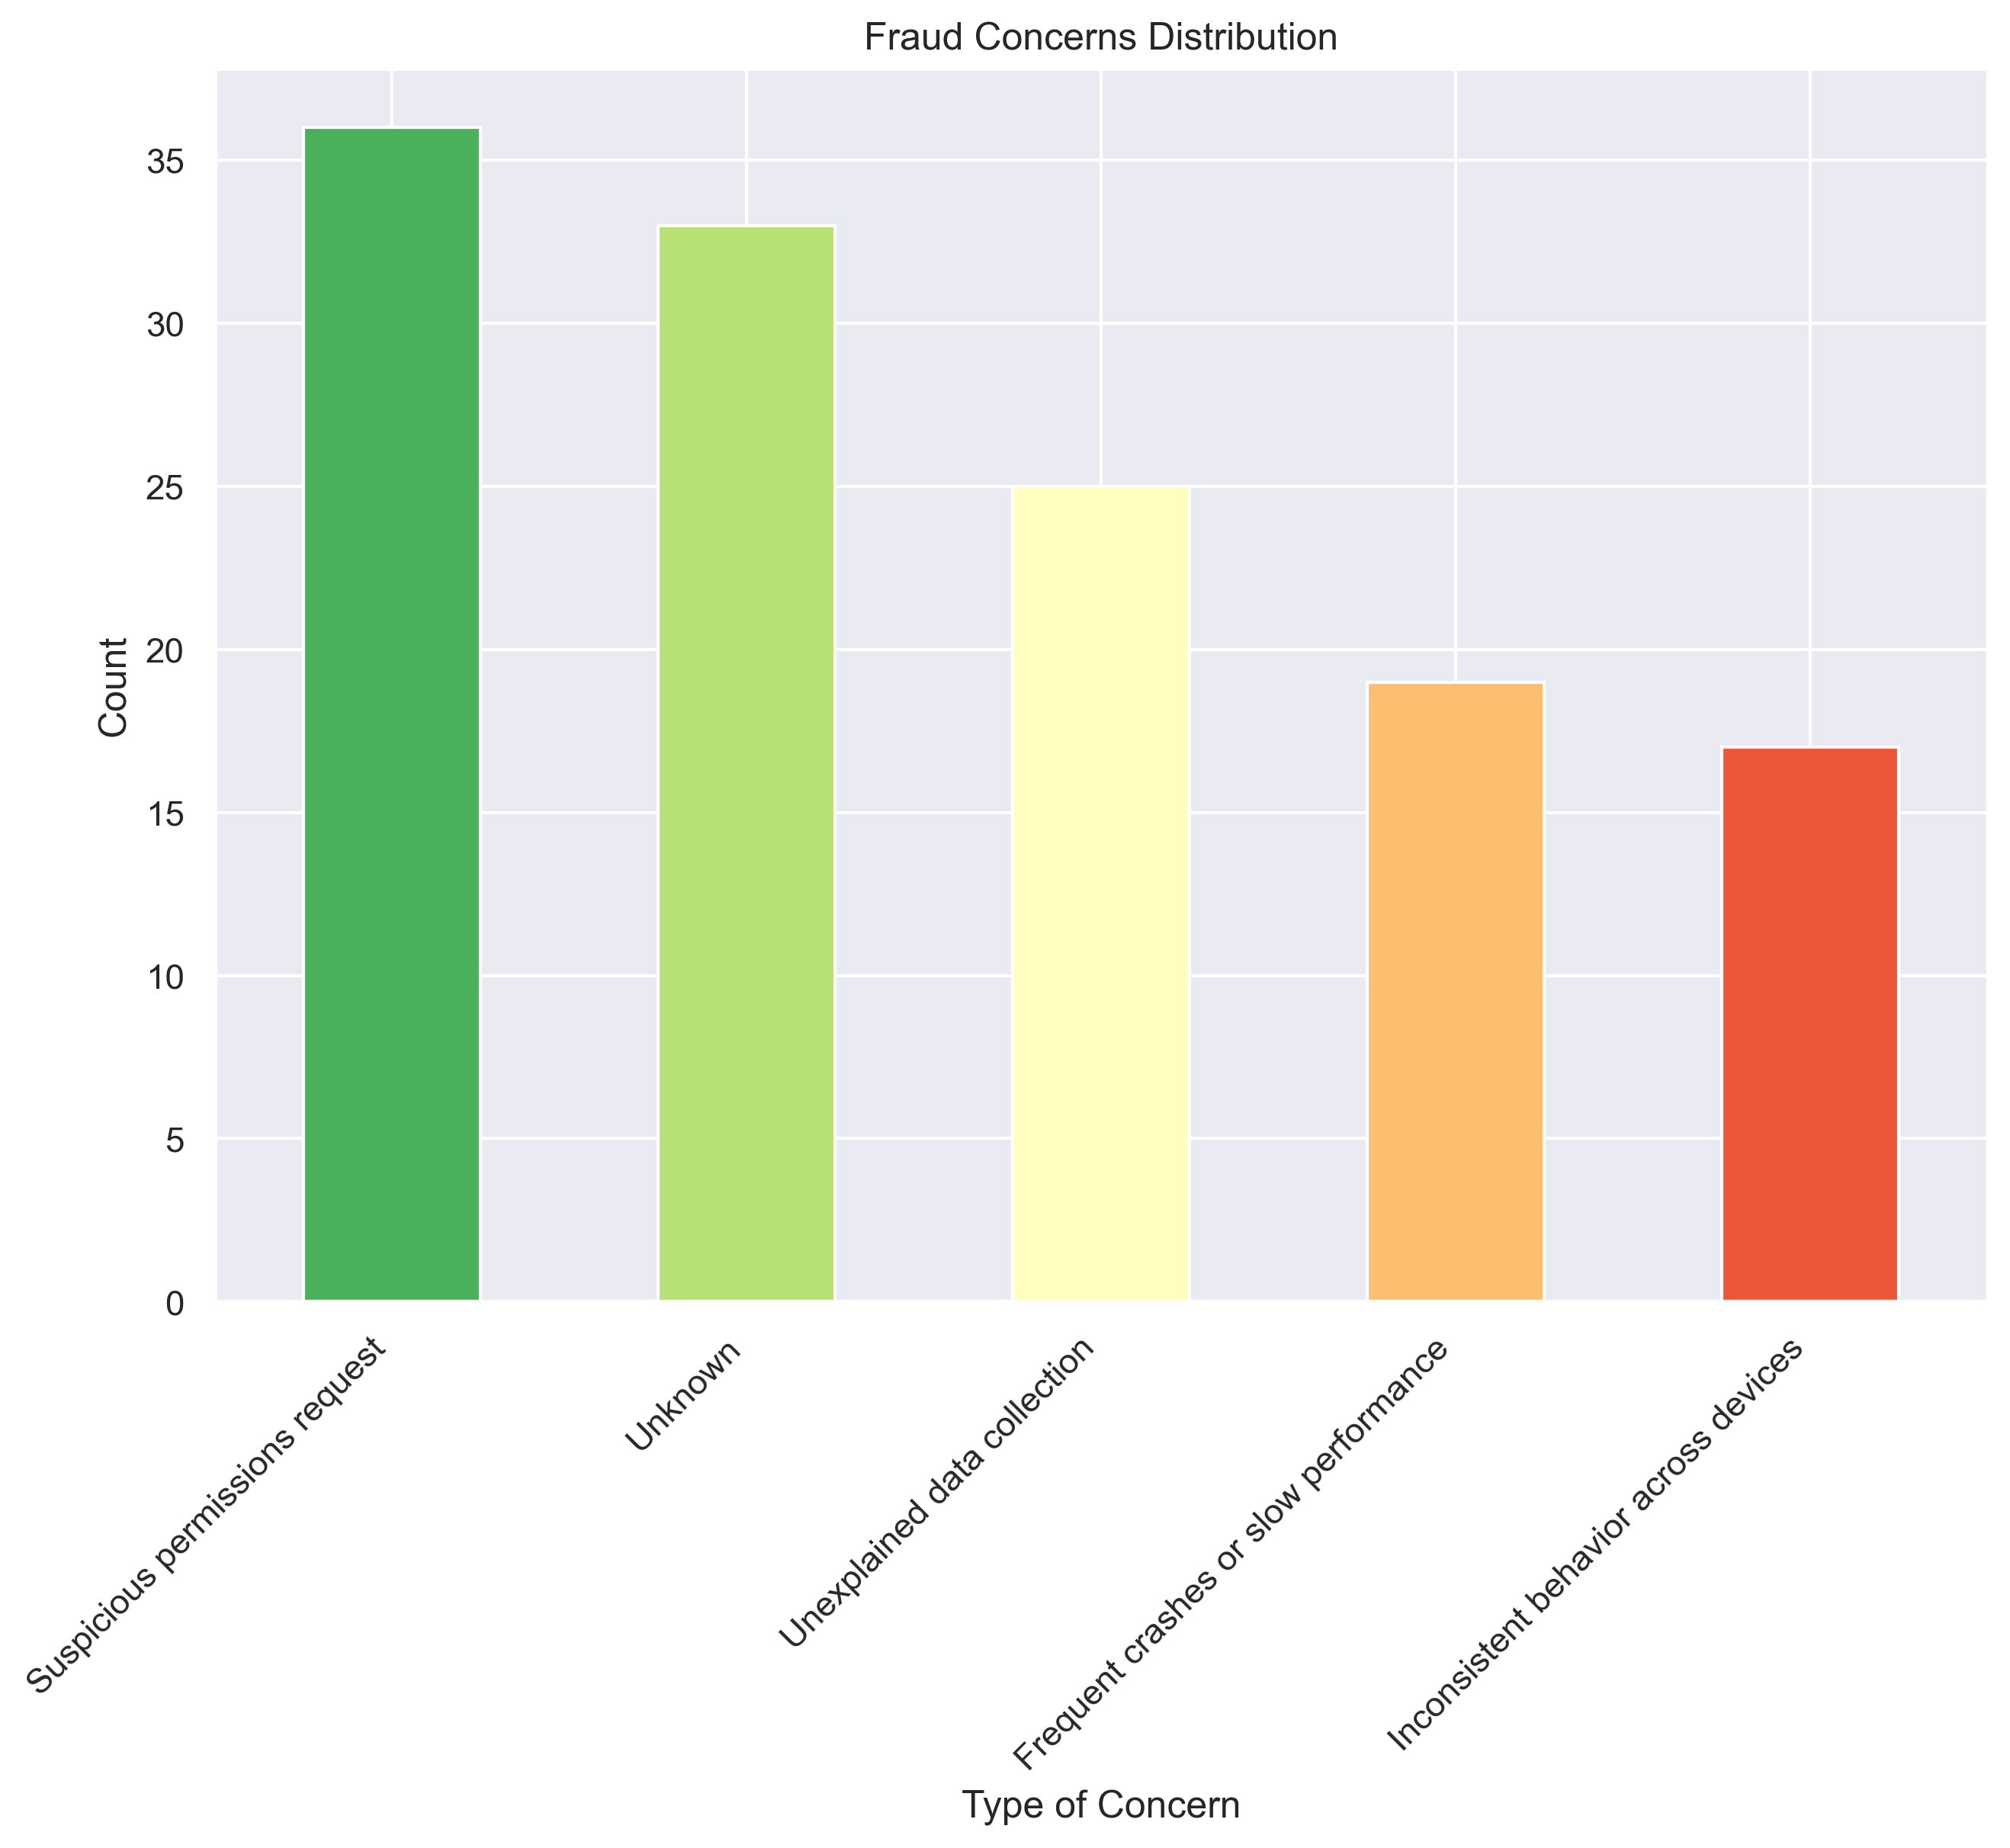 Fraud Concerns Distribution
Count
35
30
25
20
15
10
5
0
Suspicious permissions request
Unknown
Unexplained data collection
Frequent crashes or slow performance
Inconsistent behavior across devices
Type of Concern